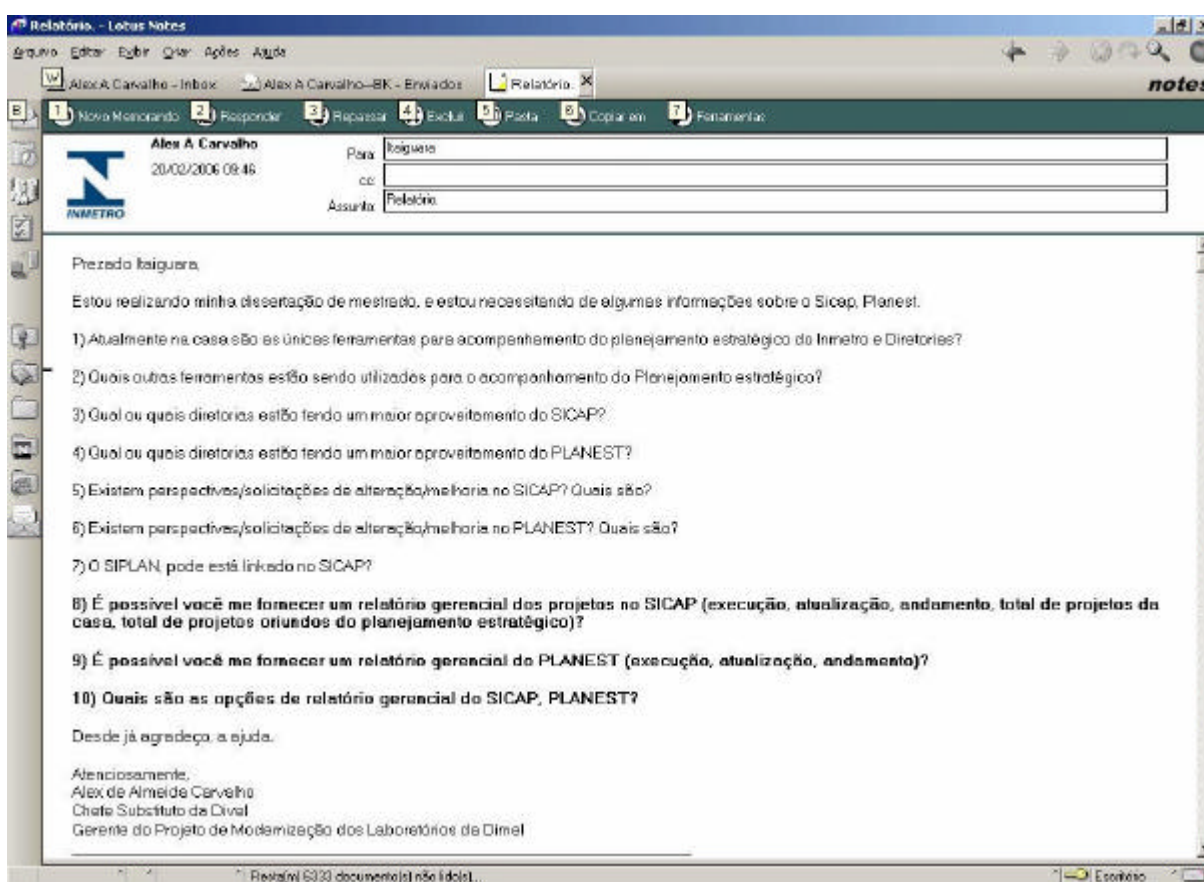 Relatório. - Lotus Notes
Arquivo Editar Exibir Criar Ações Ajuda
W Alex A Carvalho - Inbox Alex A Carvalho--BK - Enviados Relatório. X notes
B 1 Novo Memorando 2 Responder 3 Repassar 4 Excluir 5 Pasta 6 Copiar em 7 Ferramentas
Alex A Carvalho
20/02/2006 09:46
INMETRO
Para: Itaiguara
cc:
Assunto: Relatório.
Prezado Itaiguara,
Estou realizando minha dissertação de mestrado, e estou necessitando de algumas informações sobre o Sicap, Planest.
1) Atualmente na casa são as únicas ferramentas para acompanhamento do planejamento estratégico do Inmetro e Diretorias?
2) Quais outras ferramentas estão sendo utilizados para o acompanhamento do Planejamento estratégico?
3) Qual ou quais diretorias estão tendo um maior aproveitamento do SICAP?
4) Qual ou quais diretorias estão tendo um maior aproveitamento do PLANEST?
5) Existem perspectivas/solicitações de alteração/melhoria no SICAP? Quais são?
6) Existem perspectivas/solicitações de alteração/melhoria no PLANEST? Quais são?
7) O SIPLAN, pode está linkado no SICAP?
8) É possível você me fornecer um relatório gerencial dos projetos no SICAP (execução, atualização, andamento, total de projetos da
casa, total de projetos oriundos do planejamento estratégico)?
9) É possível você me fornecer um relatório gerencial do PLANEST (execução, atualização, andamento)?
10) Quais são as opções de relatório gerencial do SICAP, PLANEST?
Desde já agradeço, a ajuda.
Atenciosamente,
Alex de Almeida Carvalho
Chefe Substituto da Divel
Gerente do Projeto de Modernização dos Laboratórios da Dimel
Resta(m) 6333 documento(s) não lido(s)... Escritório